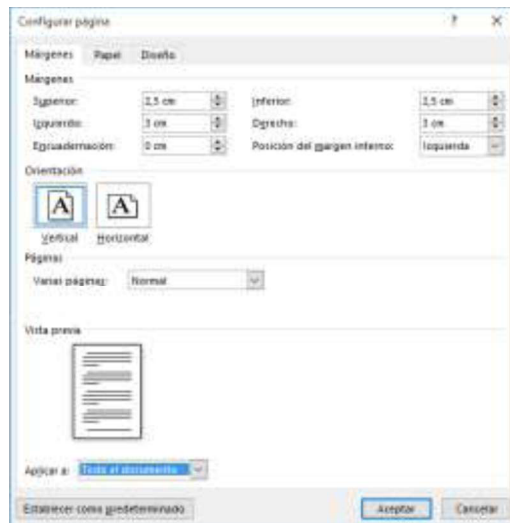 Configurar página ? ×
Márgenes Papel Diseño
Márgenes
Superior: 2,5 cm Inferior: 2,5 cm
Izquierdo: 3 cm Derecho: 3 cm
Encuadernación: 0 cm Posición del margen interno: Izquierda
Orientación
A A
Vertical Horizontal
Páginas
Varias páginas: Normal
Vista previa
Aplicar a: Todo el documento
Establecer como predeterminado Aceptar Cancelar